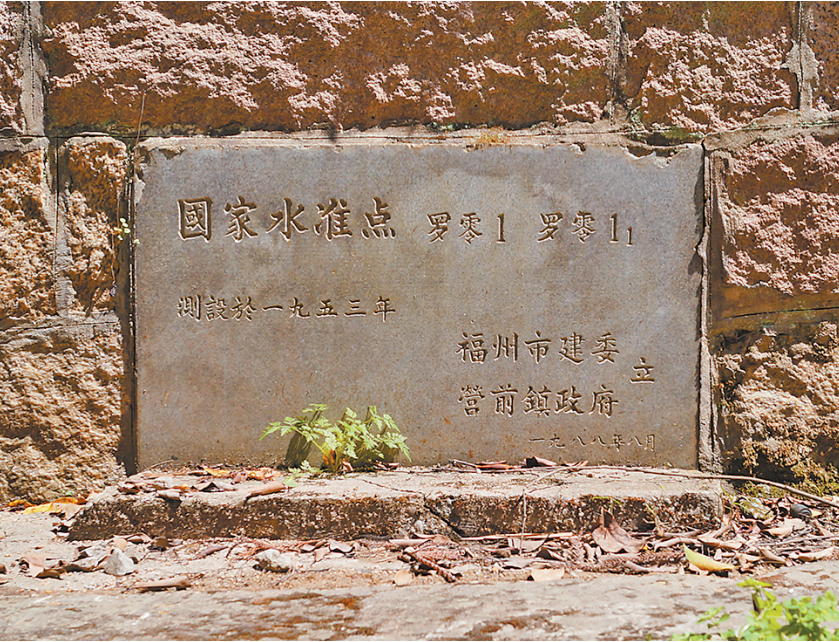 國家水准点 罗零1 罗零1₁
測設於一九五三年
福州市建委
營前鎮政府
立
一九八八年八月